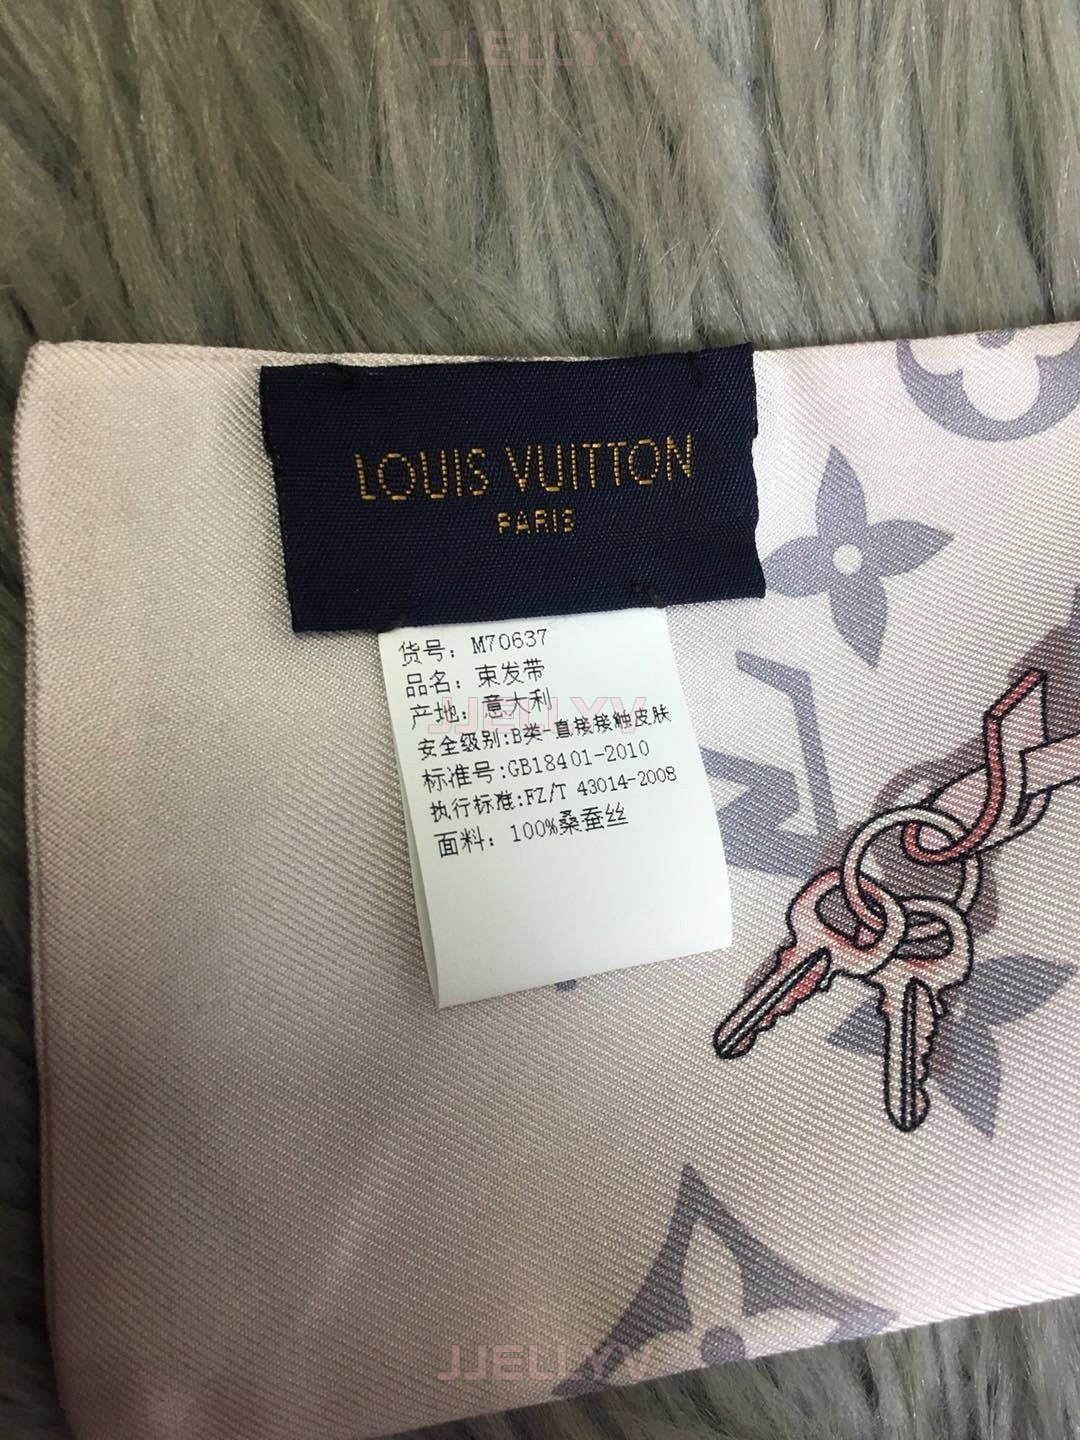 JJELLYV
LOUIS VUITTON
PARIS
货号: M70637
品名: 束发带
产地: 意大利
JJELLYV
安全级别:B类-直接接触皮肤
标准号:GB18401-2010
执行标准:FZ/T 43014-2008
面料: 100%桑蚕丝
JJELLYV